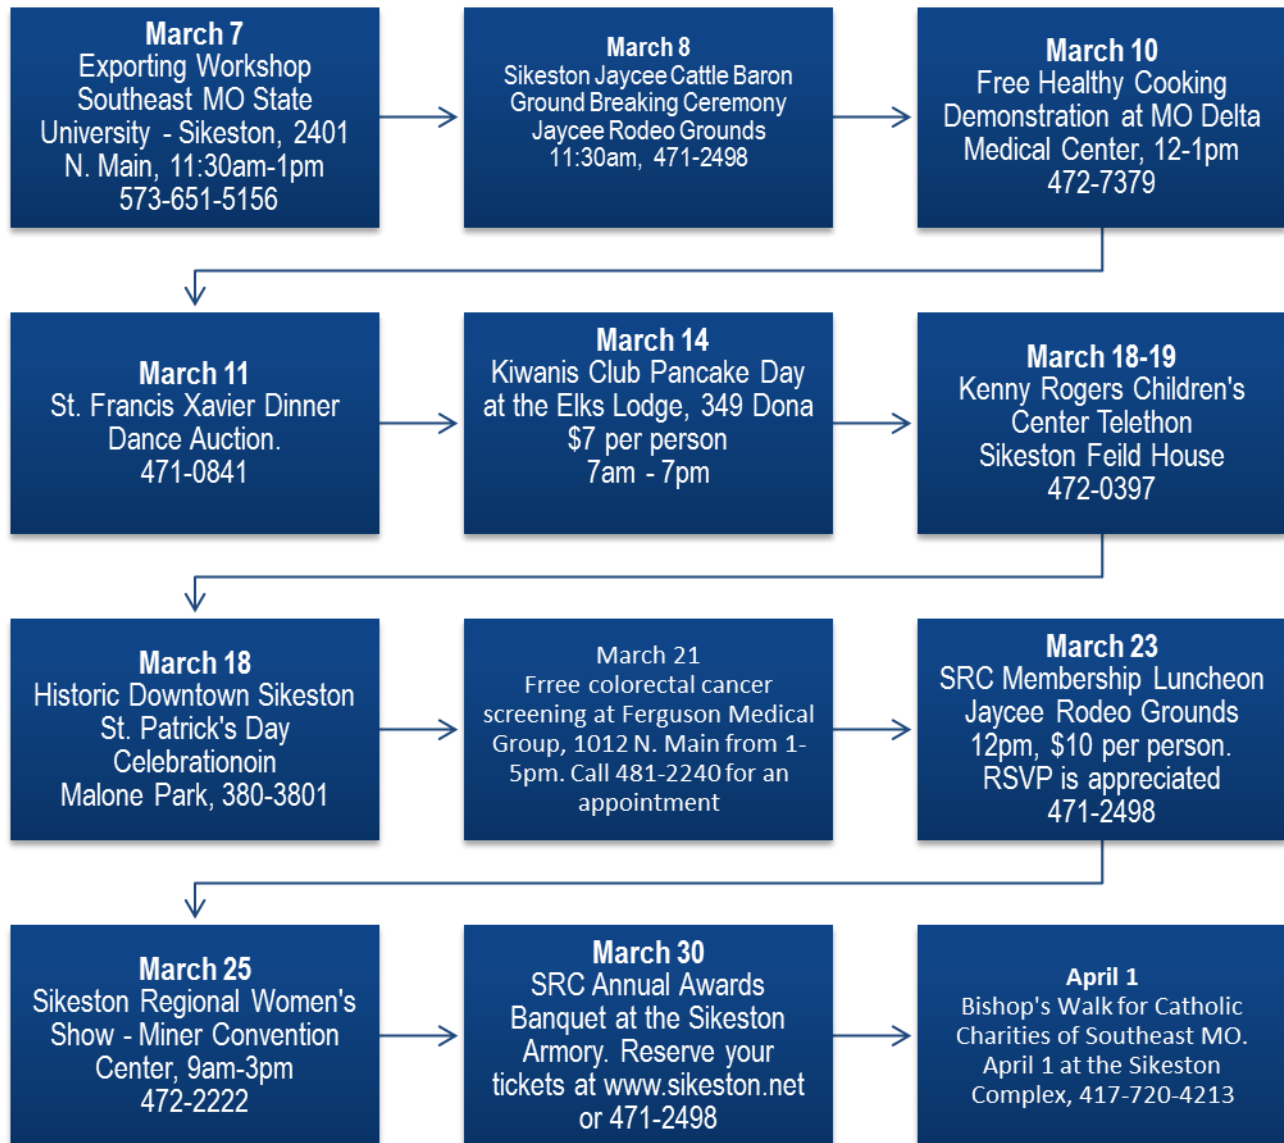 March 7
Exporting Workshop
Southeast MO State
University - Sikeston, 2401
N. Main, 11:30am-1pm
573-651-5156
March 8
Sikeston Jaycee Cattle Baron
Ground Breaking Ceremony
Jaycee Rodeo Grounds
11:30am, 471-2498
March 10
Free Healthy Cooking
Demonstration at MO Delta
Medical Center, 12-1pm
472-7379
March 11
St. Francis Xavier Dinner
Dance Auction.
471-0841
March 14
Kiwanis Club Pancake Day
at the Elks Lodge, 349 Dona
$7 per person
7am - 7pm
March 18-19
Kenny Rogers Children's
Center Telethon
Sikeston Feild House
472-0397
March 18
Historic Downtown Sikeston
St. Patrick's Day
Celebrationoin
Malone Park, 380-3801
March 21
Frree colorectal cancer
screening at Ferguson Medical
Group, 1012 N. Main from 1-
5pm. Call 481-2240 for an
appointment
March 23
SRC Membership Luncheon
Jaycee Rodeo Grounds
12pm, $10 per person.
RSVP is appreciated
471-2498
March 25
Sikeston Regional Women's
Show - Miner Convention
Center, 9am-3pm
472-2222
March 30
SRC Annual Awards
Banquet at the Sikeston
Armory. Reserve your
tickets at www.sikeston.net
or 471-2498
April 1
Bishop's Walk for Catholic
Charities of Southeast MO.
April 1 at the Sikeston
Complex, 417-720-4213